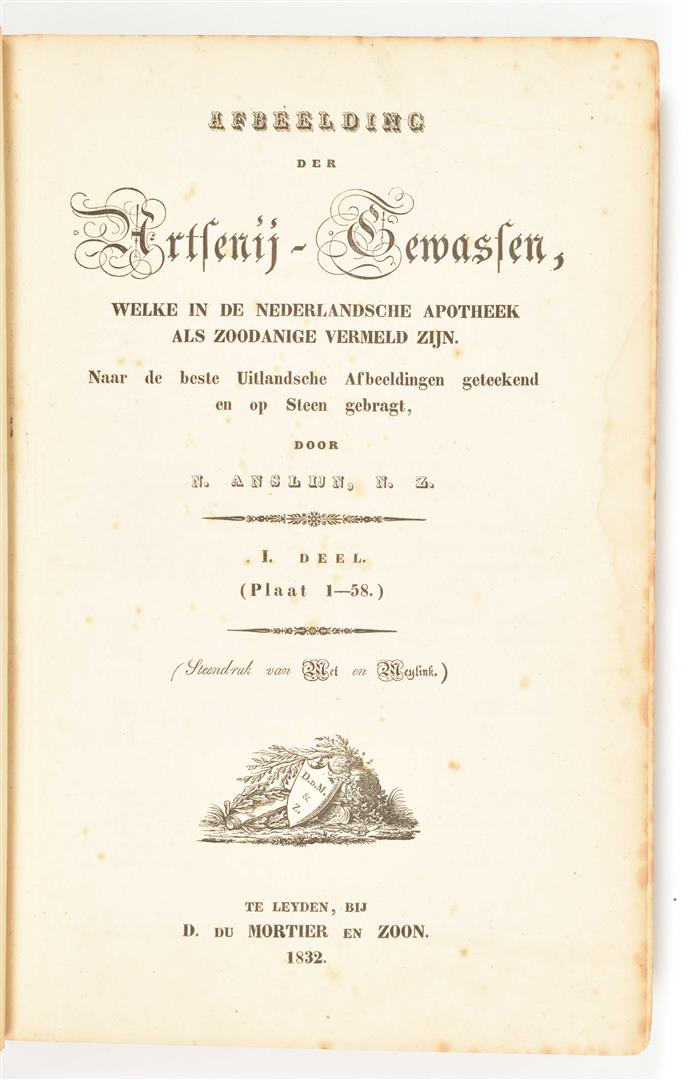 AFBEELDING
DER
Artſenij-Gewasſen,
WELKE IN DE NEDERLANDSCHE APOTHEEK
ALS ZOODANIGE VERMELD ZIJN.
Naar de beste Uitlandsche Afbeeldingen geteekend
en op Steen gebragt,
DOOR
N. ANSLIJN, N. Z.
I. DEEL.
(Plaat 1—58.)
(Steendruk van Met en Meylink.)
D.D.M.
&
Z.
TE LEYDEN, BIJ
D. DU MORTIER EN ZOON.
1832.